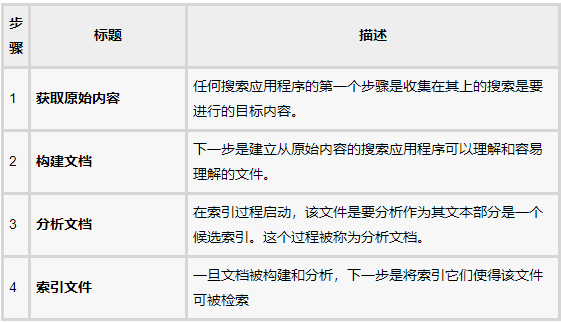 步
骤
标题
描述
1
获取原始内容
任何搜索应用程序的第一个步骤是收集在其上的搜索是要
进行的目标内容。
2
构建文档
下一步是建立从原始内容的搜索应用程序可以理解和容易
理解的文件。
3
分析文档
在索引过程启动，该文件是要分析作为其文本部分是一个
候选索引。这个过程被称为分析文档。
4
索引文件
一旦文档被构建和分析，下一步是将索引它们使得该文件
可被检索